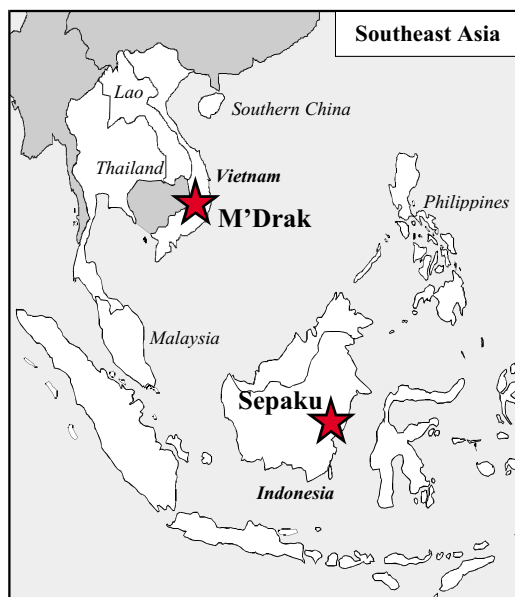 Southeast Asia
Lao
Southern China
Thailand
Vietnam
M’Drak
Philippines
Malaysia
Sepaku
Indonesia